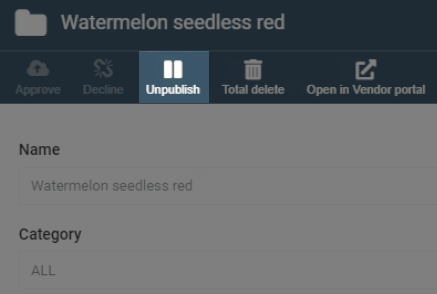 Watermelon seedless red
Approve Decline Unpublish Total delete Open in Vendor portal
Name
Watermelon seedless red
Category
ALL